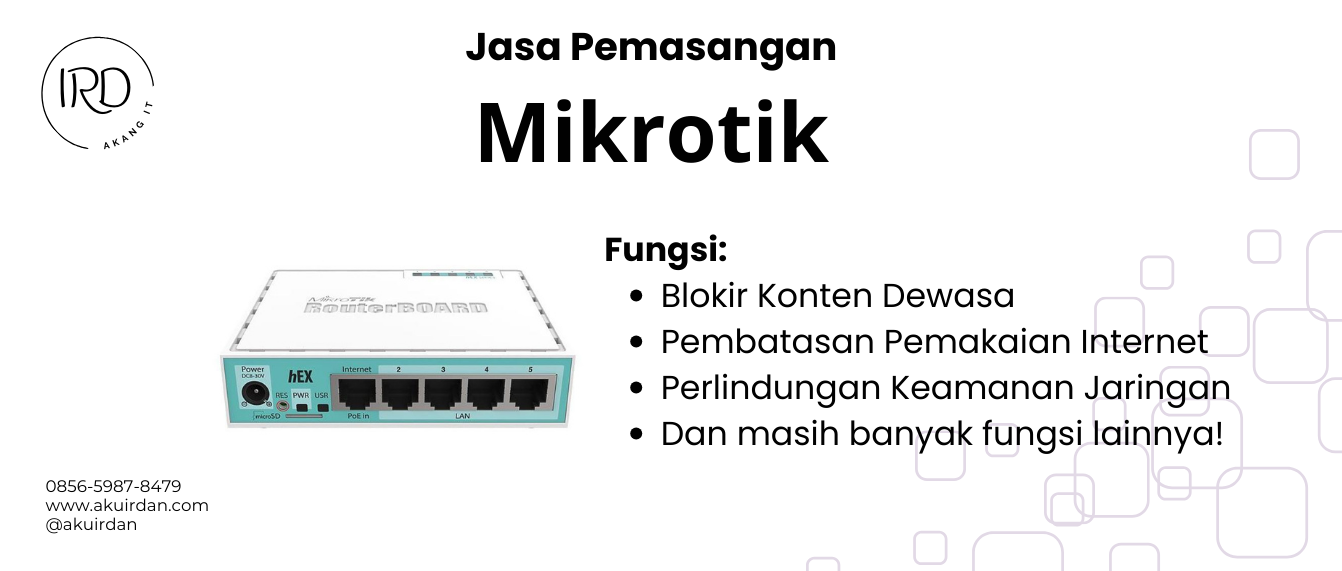 IRD
AKANG IT
Jasa Pemasangan
Mikrotik
Fungsi:
Blokir Konten Dewasa
Pembatasan Pemakaian Internet
Perlindungan Keamanan Jaringan
Dan masih banyak fungsi lainnya!
MikroTik
RouterBOARD
Power
DC8-30V
hEX
RES PWR USR
microSD
Internet 2 3 4 5
PoE in LAN
0856-5987-8479
www.akuirdan.com
@akuirdan